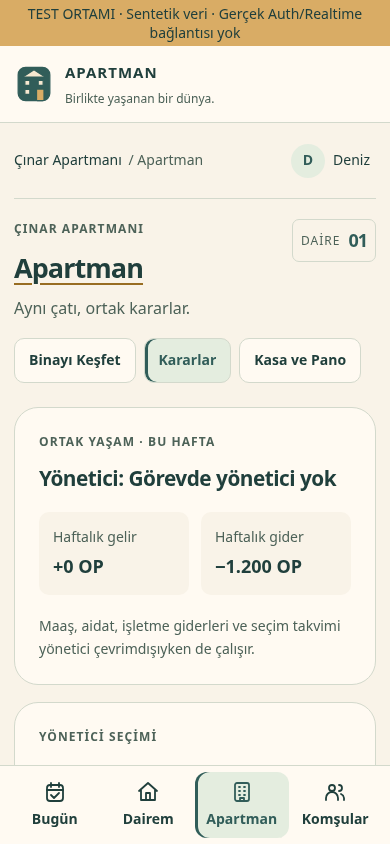 TEST ORTAMI · Sentetik veri · Gerçek Auth/Realtime
bağlantısı yok
APARTMAN
Birlikte yaşanan bir dünya.
Çınar Apartmanı / Apartman
D Deniz
ÇINAR APARTMANI
DAİRE 01
Apartman
Aynı çatı, ortak kararlar.
Binayı Keşfet Kararlar Kasa ve Pano
ORTAK YAŞAM · BU HAFTA
Yönetici: Görevde yönetici yok
Haftalık gelir Haftalık gider
+0 OP −1.200 OP
Maaş, aidat, işletme giderleri ve seçim takvimi
yönetici çevrimdışıyken de çalışır.
YÖNETİCİ SEÇİMİ
Bugün Dairem Apartman Komşular